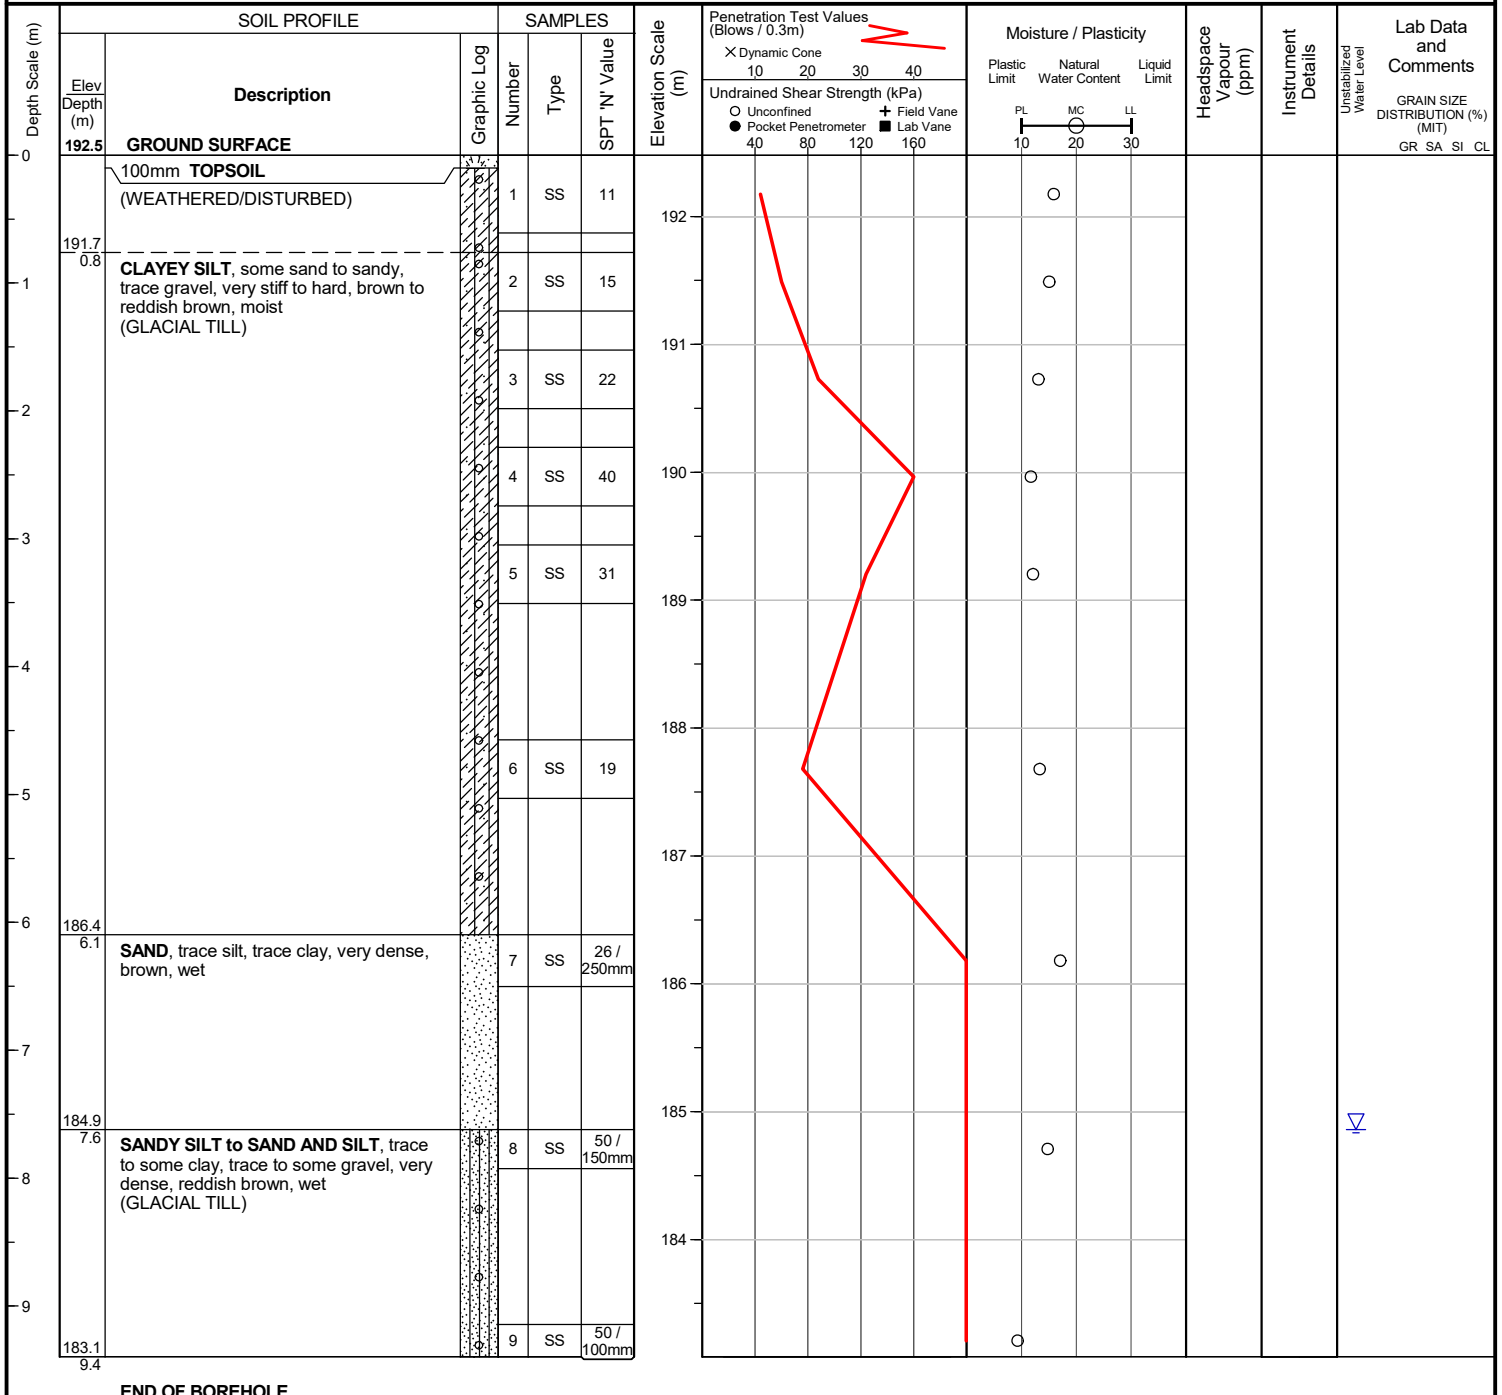 SOIL PROFILE
SAMPLES
Depth Scale (m)
Elev
Depth
(m)
Description
Graphic Log
Number
Type
SPT 'N' Value
Elevation Scale
(m)
Penetration Test Values
(Blows / 0.3m)
× Dynamic Cone
10 20 30 40
Undrained Shear Strength (kPa)
Unconfined + Field Vane
Pocket Penetrometer Lab Vane
40 80 120 160
Moisture / Plasticity
Plastic Natural Liquid
Limit Water Content Limit
PL MC LL
10 20 30
Headspace
Vapour
(ppm)
Instrument
Details
Unstabilized
Water Level
Lab Data
and
Comments
GRAIN SIZE
DISTRIBUTION (%)
(MIT)
GR SA SI CL
192.5 GROUND SURFACE
0
100mm TOPSOIL
(WEATHERED/DISTURBED)
1 SS 11
192
191.7
0.8
CLAYEY SILT, some sand to sandy,
trace gravel, very stiff to hard, brown to
reddish brown, moist
(GLACIAL TILL)
1
2 SS 15
191
3 SS 22
2
190
4 SS 40
3
5 SS 31
189
4
188
6 SS 19
5
187
6
186.4
6.1
SAND, trace silt, trace clay, very dense,
brown, wet
7 SS 26 /
250mm
186
7
185
184.9
7.6
SANDY SILT to SAND AND SILT, trace
to some clay, trace to some gravel, very
dense, reddish brown, wet
(GLACIAL TILL)
8 SS 50 /
150mm
8
184
9
9 SS 50 /
100mm
183.1
9.4
END OF BOREHOLE